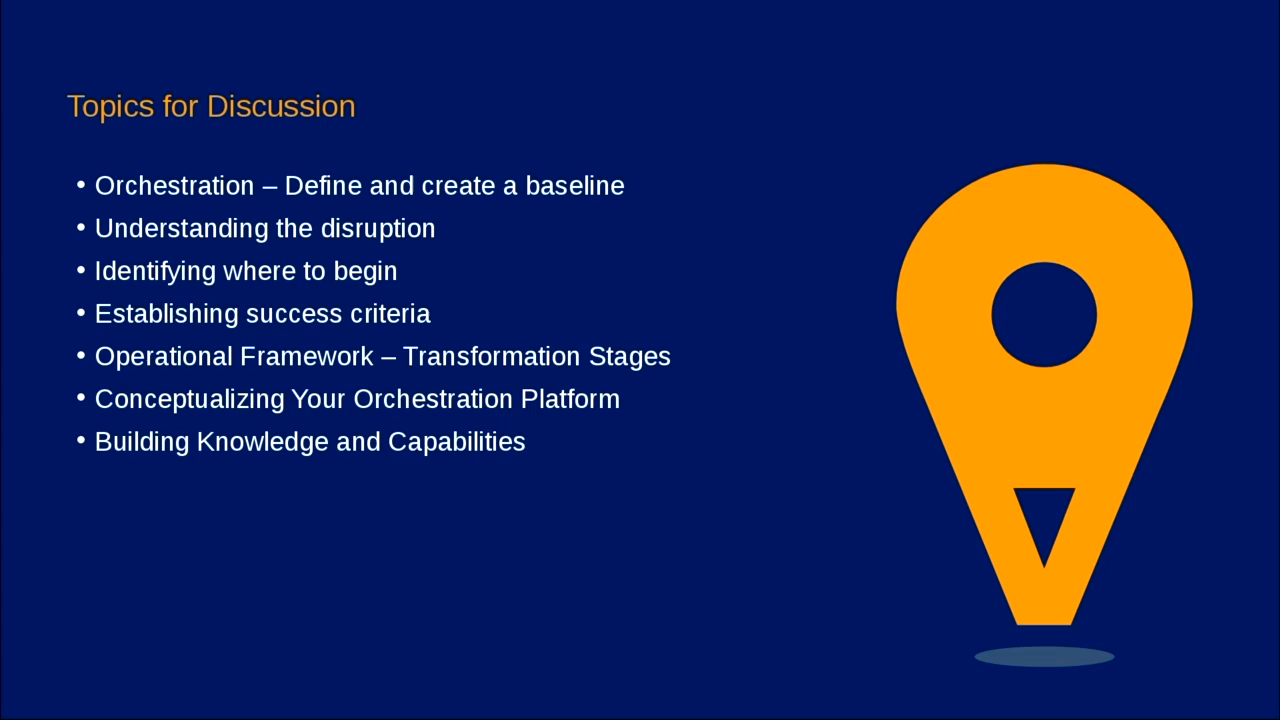 Topics for Discussion
• Orchestration – Define and create a baseline
• Understanding the disruption
• Identifying where to begin
• Establishing success criteria
• Operational Framework – Transformation Stages
• Conceptualizing Your Orchestration Platform
• Building Knowledge and Capabilities